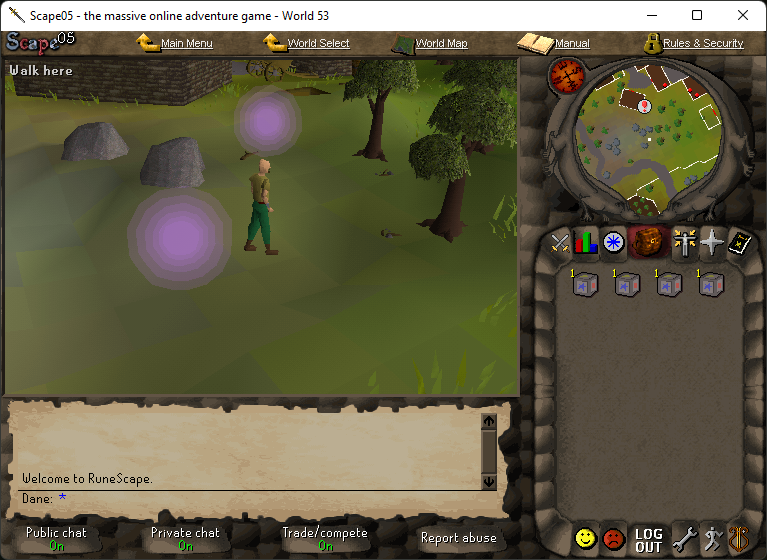 Scape05 - the massive online adventure game - World 53
Scape05
Main Menu
World Select
World Map
Manual
Rules & Security
Walk here
1 1 1 1
Welcome to RuneScape.
Dane: *
Public chat
On
Private chat
On
Trade/compete
On
Report abuse
LOG
OUT